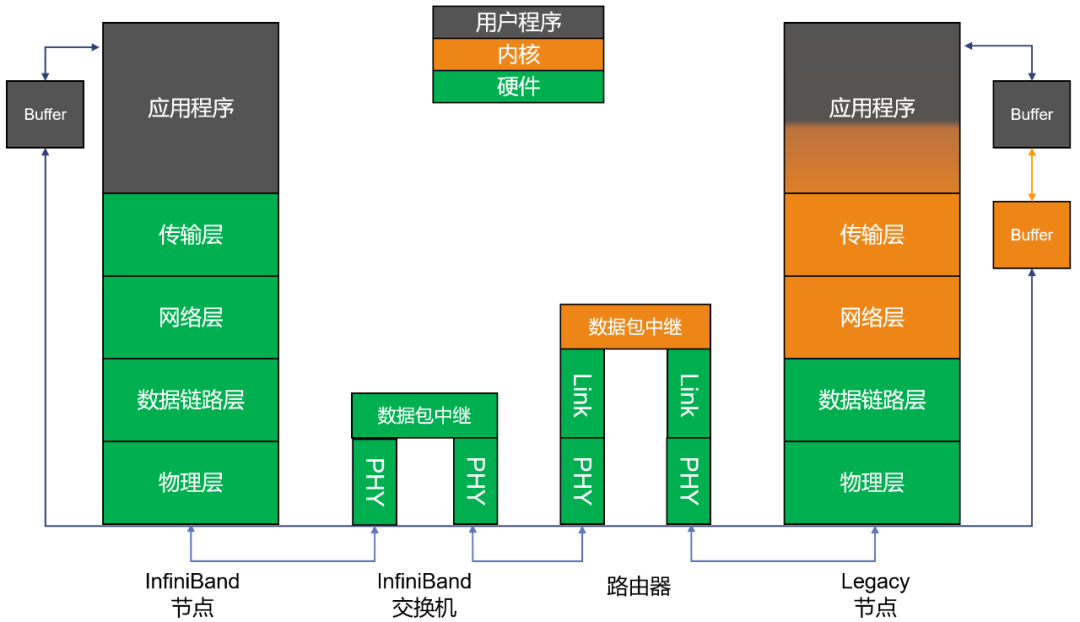 用户程序
内核
硬件
Buffer
应用程序
传输层
网络层
数据链路层
物理层
数据包中继
PHY
PHY
数据包中继
Link
Link
PHY
PHY
应用程序
传输层
网络层
数据链路层
物理层
Buffer
Buffer
InfiniBand
节点
InfiniBand
交换机
路由器
Legacy
节点